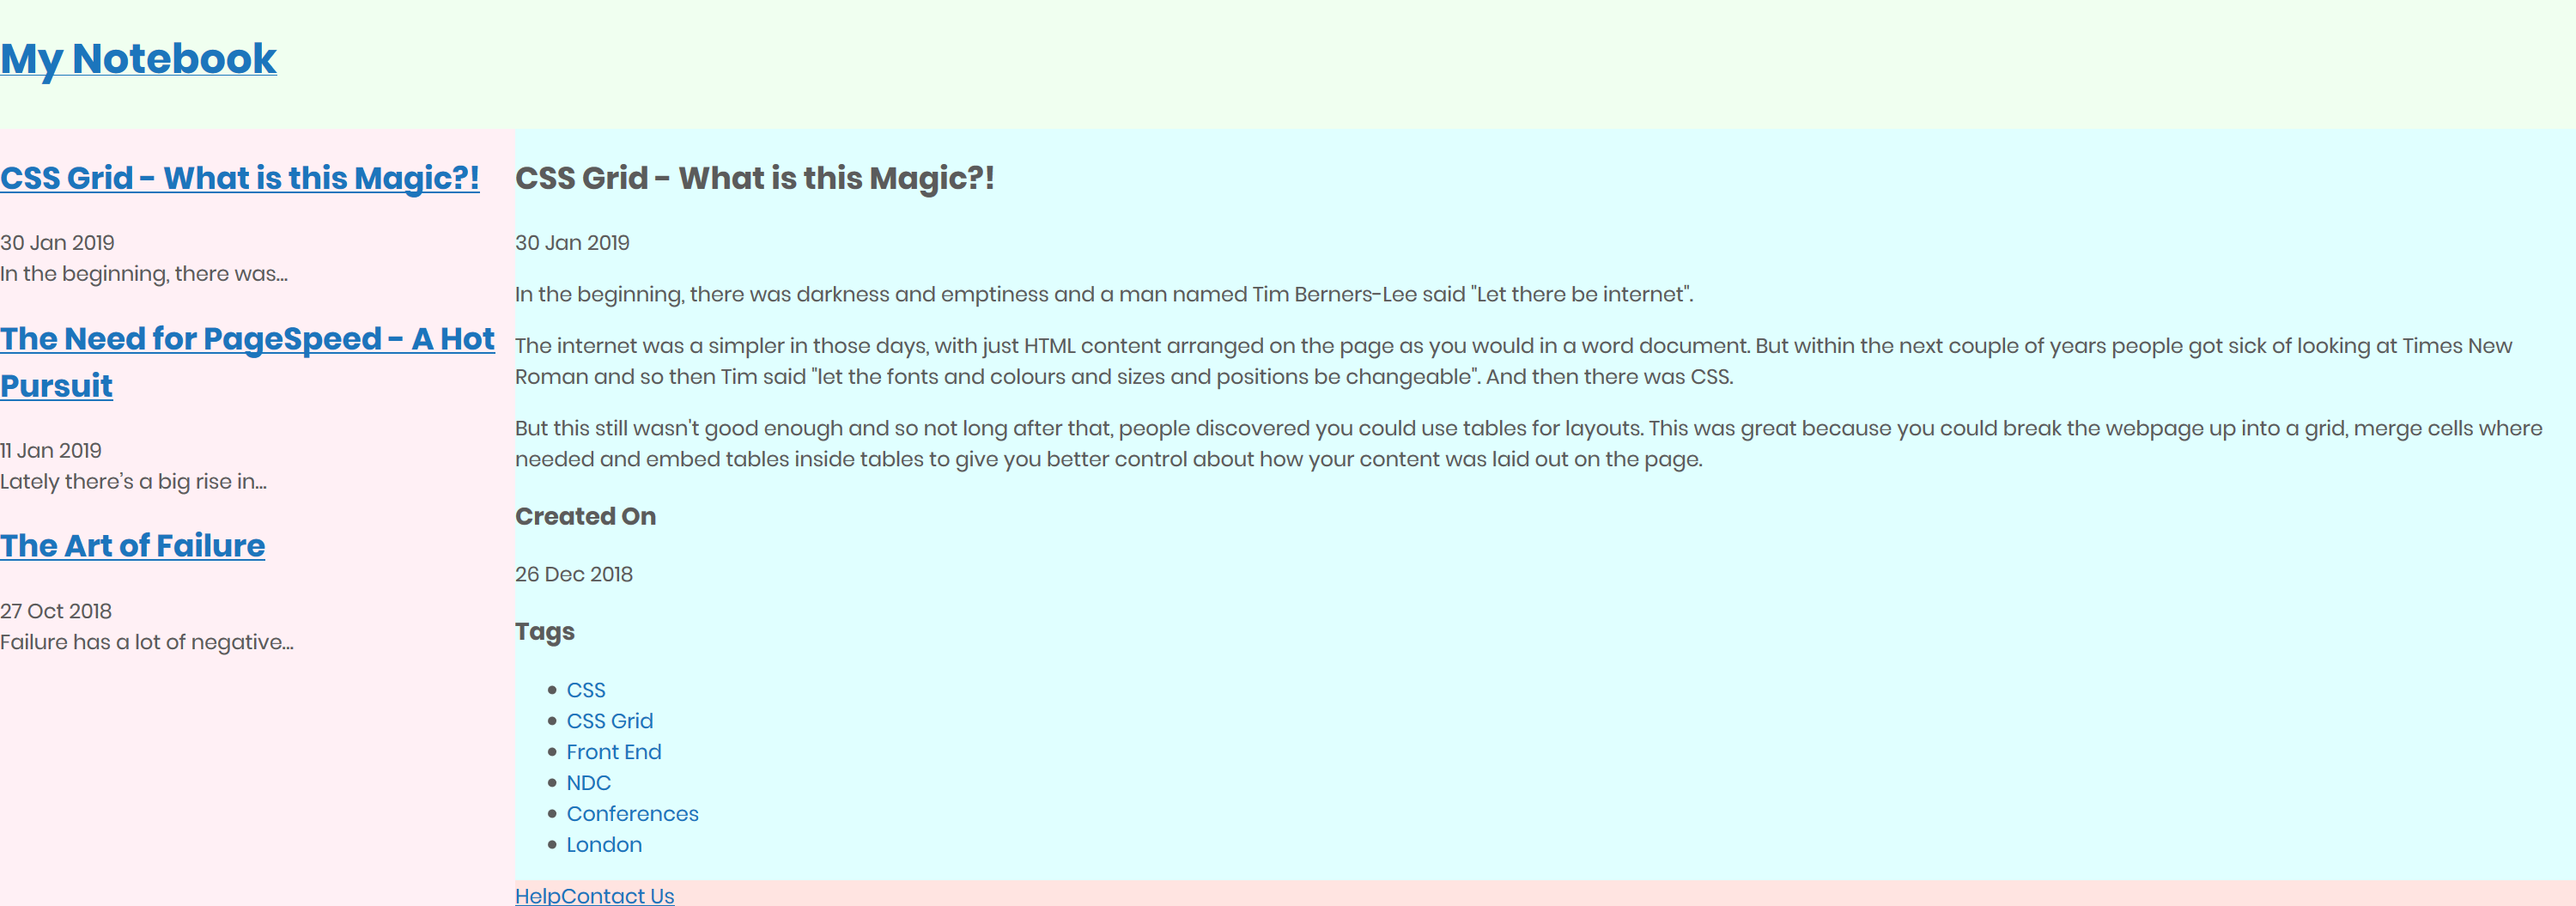 My Notebook
CSS Grid - What is this Magic?!
30 Jan 2019
In the beginning, there was...
The Need for PageSpeed - A Hot
Pursuit
11 Jan 2019
Lately there's a big rise in...
The Art of Failure
27 Oct 2018
Failure has a lot of negative...
CSS Grid - What is this Magic?!
30 Jan 2019
In the beginning, there was darkness and emptiness and a man named Tim Berners-Lee said "Let there be internet".
The internet was a simpler in those days, with just HTML content arranged on the page as you would in a word document. But within the next couple of years people got sick of looking at Times New
Roman and so then Tim said "let the fonts and colours and sizes and positions be changeable". And then there was CSS.
But this still wasn't good enough and so not long after that, people discovered you could use tables for layouts. This was great because you could break the webpage up into a grid, merge cells where
needed and embed tables inside tables to give you better control about how your content was laid out on the page.
Created On
26 Dec 2018
Tags
CSS
CSS Grid
Front End
NDC
Conferences
London
HelpContact Us